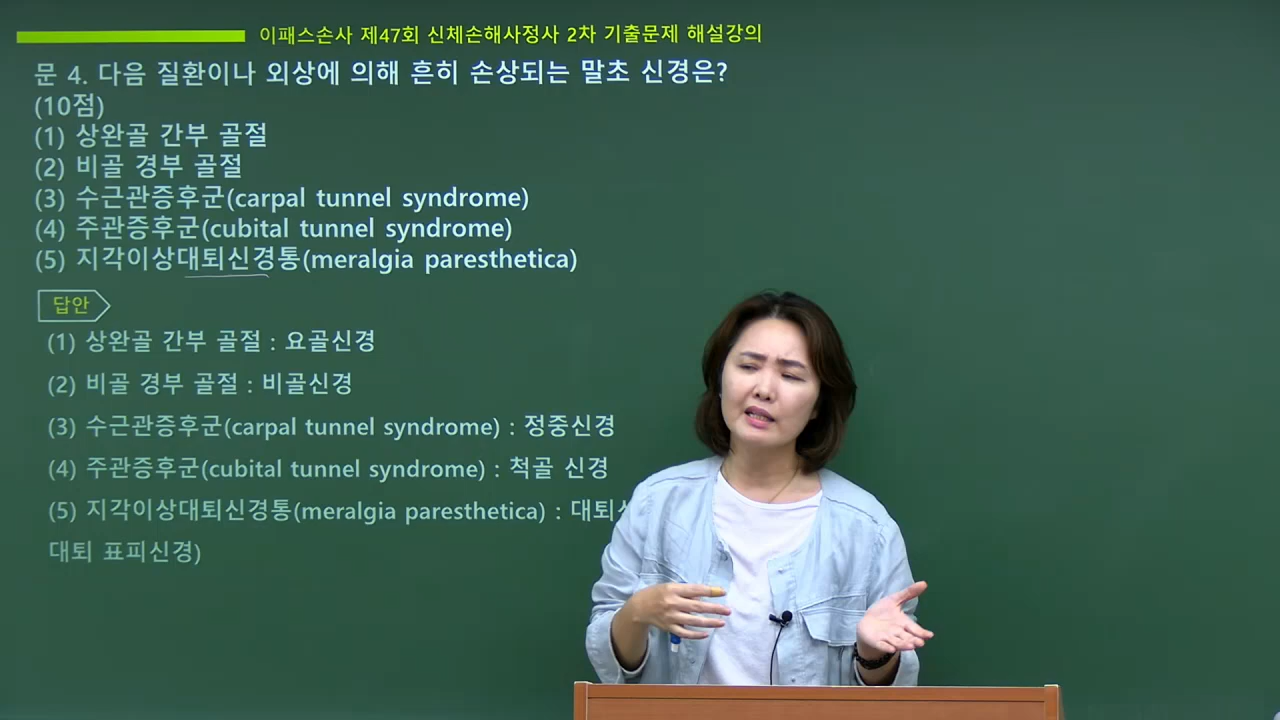 이패스손사 제47회 신체손해사정사 2차 기출문제 해설강의
문 4. 다음 질환이나 외상에 의해 흔히 손상되는 말초 신경은?
(10점)
(1) 상완골 간부 골절
(2) 비골 경부 골절
(3) 수근관증후군(carpal tunnel syndrome)
(4) 주관증후군(cubital tunnel syndrome)
(5) 지각이상대퇴신경통(meralgia paresthetica)
답안
(1) 상완골 간부 골절 : 요골신경
(2) 비골 경부 골절 : 비골신경
(3) 수근관증후군(carpal tunnel syndrome) : 정중신경
(4) 주관증후군(cubital tunnel syndrome) : 척골 신경
(5) 지각이상대퇴신경통(meralgia paresthetica) : 대퇴
대퇴 표피신경)